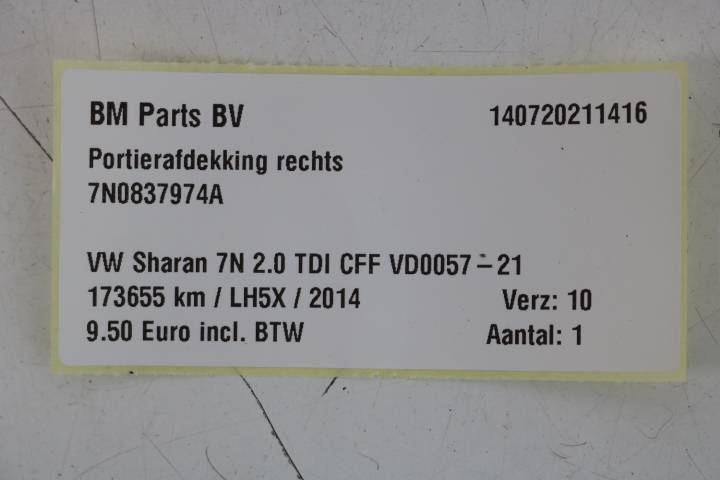 BM Parts BV 140720211416
Portierafdekking rechts
7N0837974A
VW Sharan 7N 2.0 TDI CFF VD0057-21
173655 km / LH5X / 2014 Verz: 10
9.50 Euro incl. BTW Aantal: 1